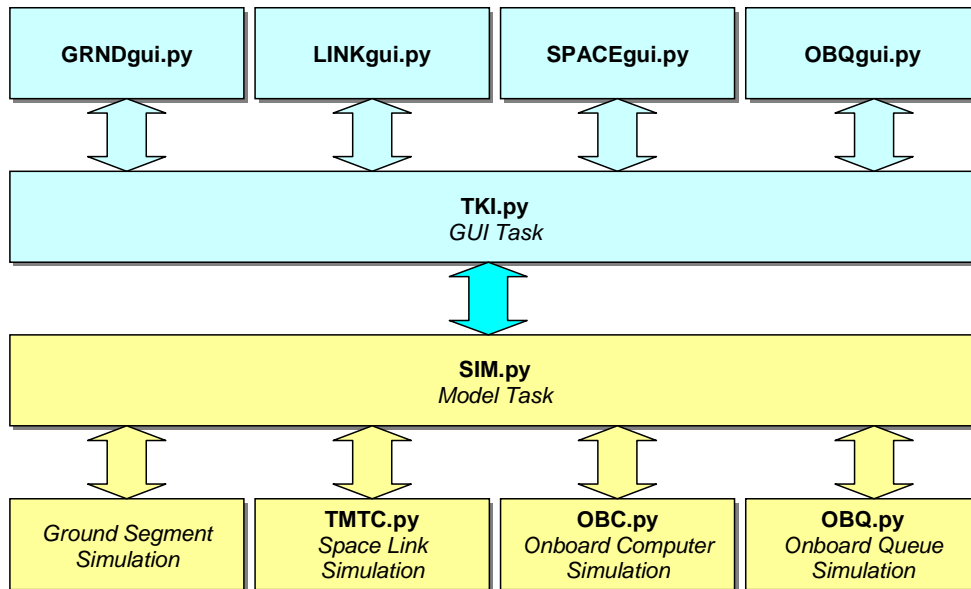 GRNDgui.py
LINKgui.py
SPACEgui.py
OBQgui.py
TKI.py
GUI Task
SIM.py
Model Task
Ground Segment
Simulation
TMTC.py
Space Link
Simulation
OBC.py
Onboard Computer
Simulation
OBQ.py
Onboard Queue
Simulation